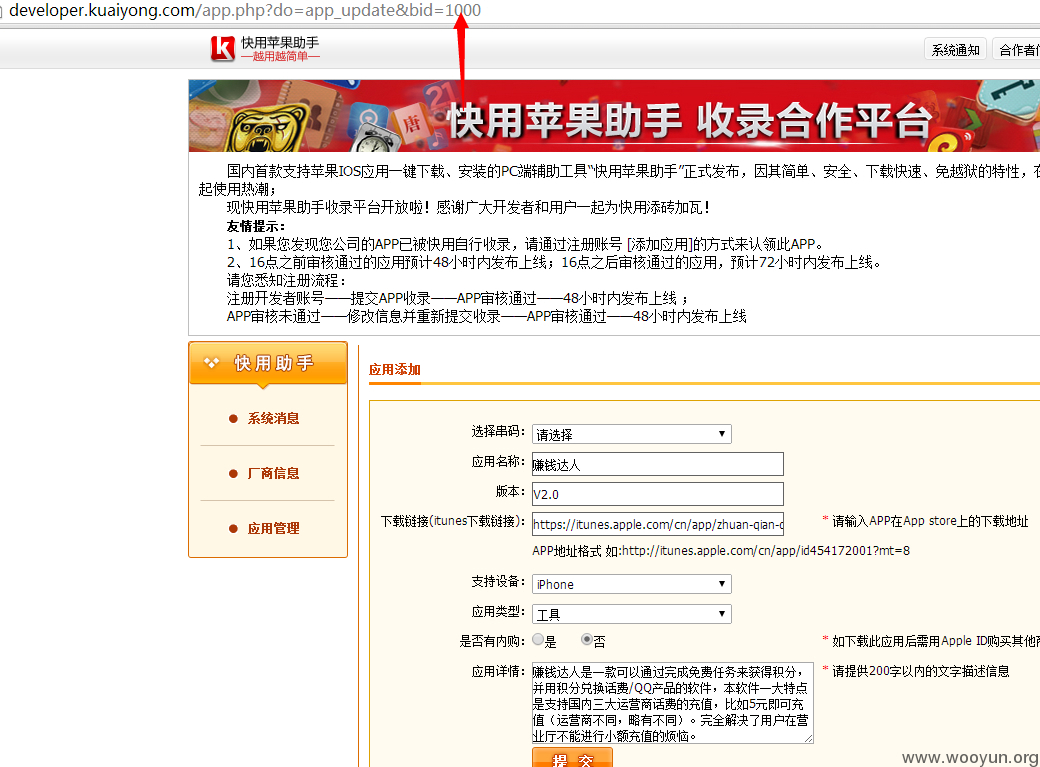 developer.kuaiyong.com/app.php?do=app_update&bid=1000
快用苹果助手
—越用越简单—
系统通知
合作者
21
唐
快用苹果助手 收录合作平台
国内首款支持苹果IOS应用一键下载、安装的PC端辅助工具“快用苹果助手”正式发布，因其简单、安全、下载快速、免越狱的特性，在
起使用热潮；
现快用苹果助手收录平台开放啦！感谢广大开发者和用户一起为快用添砖加瓦！
友情提示：
1、如果您发现您公司的APP已被快用自行收录，请通过注册账号 [添加应用]的方式来认领此APP。
2、16点之前审核通过的应用预计48小时内发布上线；16点之后审核通过的应用，预计72小时内发布上线。
请您悉知注册流程：
注册开发者账号——提交APP收录——APP审核通过——48小时内发布上线 ；
APP审核未通过——修改信息并重新提交收录——APP审核通过——48小时内发布上线
快用助手
系统消息
厂商信息
应用管理
应用添加
选择串码： 请选择
应用名称： 赚钱达人
版本： V2.0
下载链接(itunes下载链接)： https://itunes.apple.com/cn/app/zhuan-qian-d * 请输入APP在App store上的下载地址
APP地址格式 如:http://itunes.apple.com/cn/app/id454172001?mt=8
支持设备： iPhone
应用类型： 工具
是否有内购： 是 否 * 如下载此应用后需用Apple ID购买其他
应用详情： * 请提供200字以内的文字描述信息
赚钱达人是一款可以通过完成免费任务来获得积分，
并用积分兑换话费/QQ产品的软件，本软件一大特点
是支持国内三大运营商话费的充值，比如5元即可充
值（运营商不同，略有不同）。完全解决了用户在营
业厅不能进行小额充值的烦恼。
提 交
www.wooyun.org